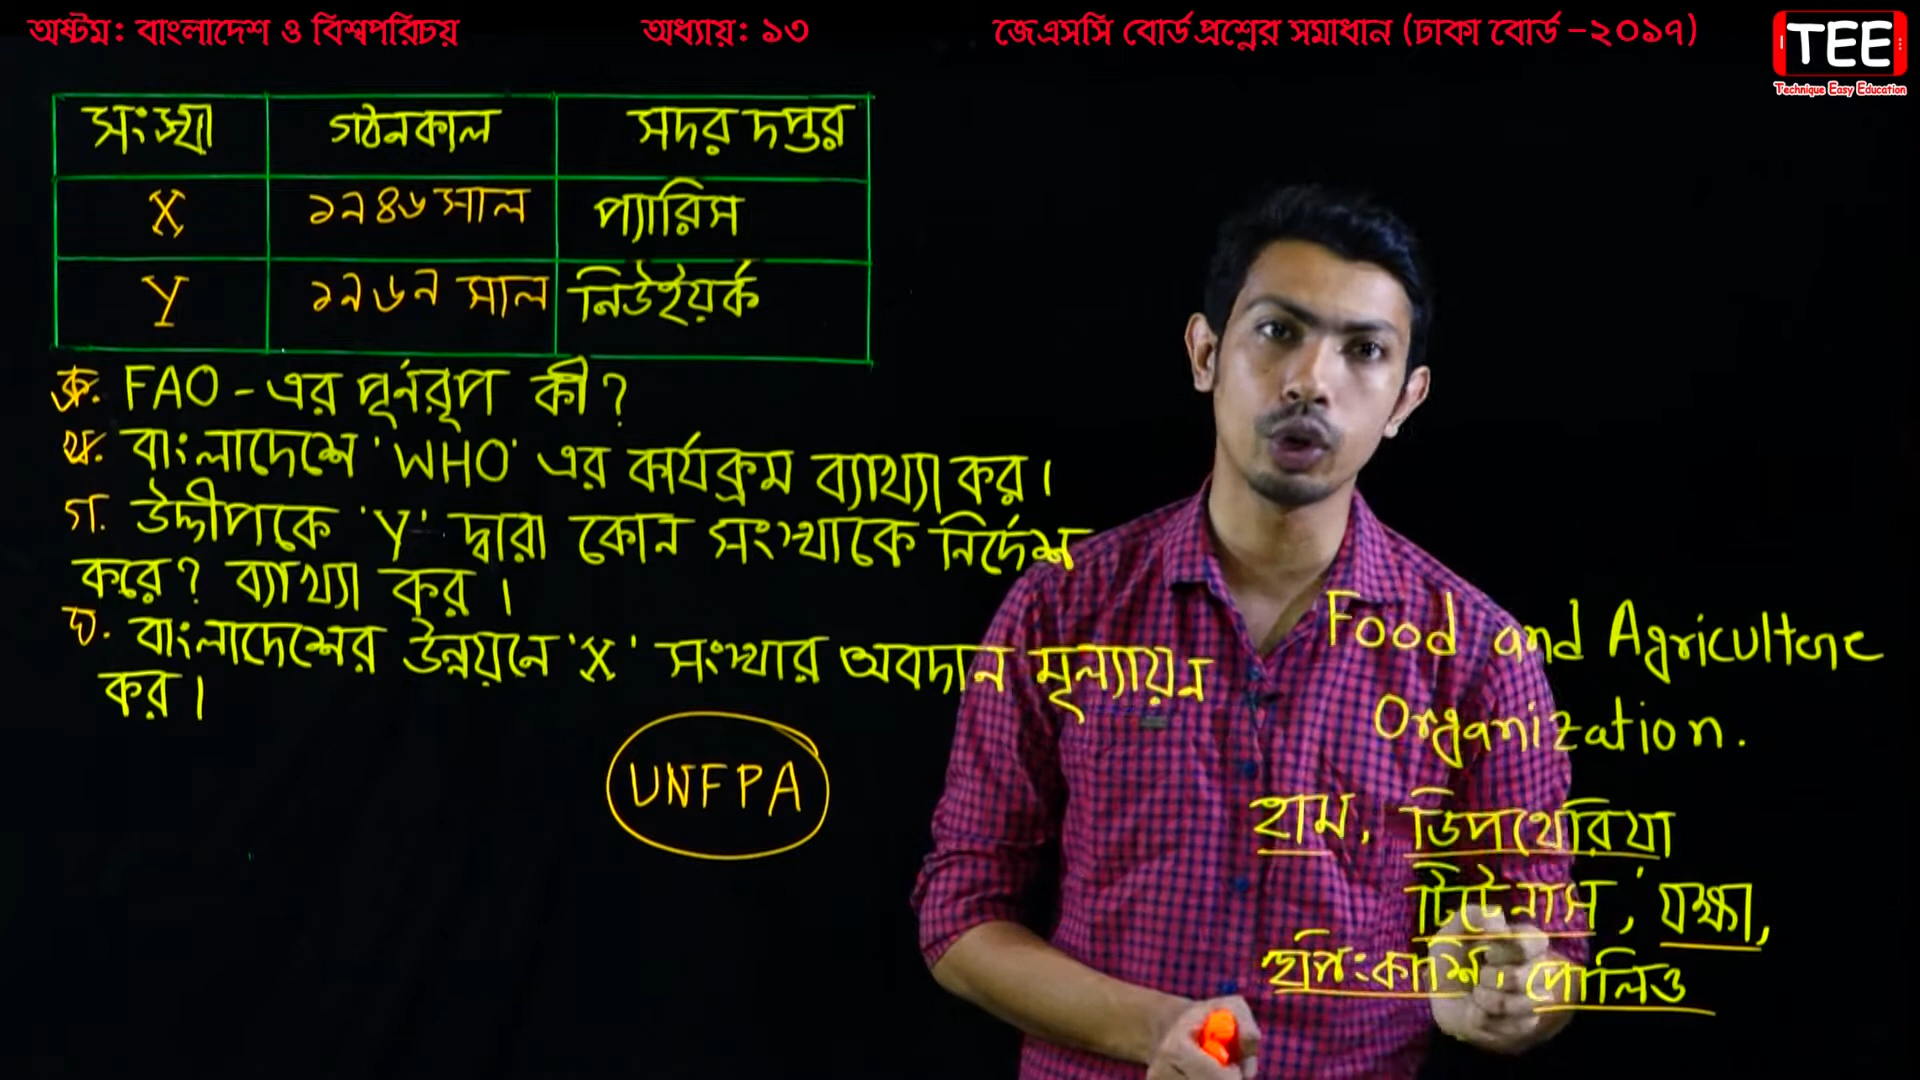 অষ্টম: বাংলাদেশ ও বিশ্বপরিচয়
অধ্যায়: ১৩
জেএসসি বোর্ড প্রশ্নের সমাধান (ঢাকা বোর্ড -২০১৭)
TEE
Technique Easy Education
সংস্থা গঠনকাল সদর দপ্তর
X ১৯৪৬ সাল প্যারিস
Y ১৯৬৯ সাল নিউইয়র্ক
ক. FAO - এর পূর্নরূপ কী?
খ. বাংলাদেশে 'WHO' এর কার্যক্রম ব্যাখ্যা কর।
গ. উদ্দীপকে 'Y' দ্বারা কোন সংস্থাকে নির্দেশ
করে? ব্যাখ্যা কর।
ঘ. বাংলাদেশের উন্নয়নে 'X' সংস্থার অবদান মূল্যায়ন
কর।
UNFPA
Food and Agriculture
Organization.
হাম, ডিপথেরিয়া
টিটেনাস, যক্ষা,
হুপিংকাশি, পোলিও